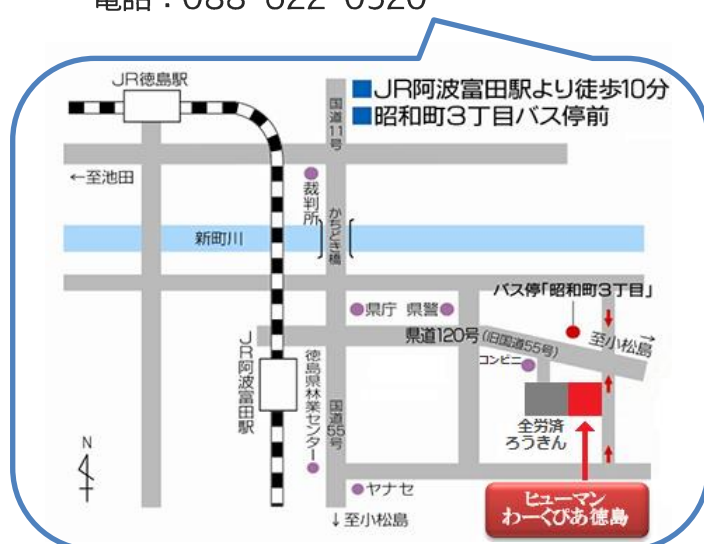 電話：088-622-0520
JR徳島駅
■JR阿波富田駅より徒歩10分
■昭和町3丁目バス停前
国道11号
←至池田
裁判所
かちどき橋
新町川
バス停「昭和町3丁目」
県庁 県警
県道120号(旧国道55号)
至小松島
→
コンビニ
JR阿波富田駅
徳島県林業センター
国道55号
全労済
ろうきん
N
ヤナセ
ヒューマン
わーくぴあ徳島
↓至小松島